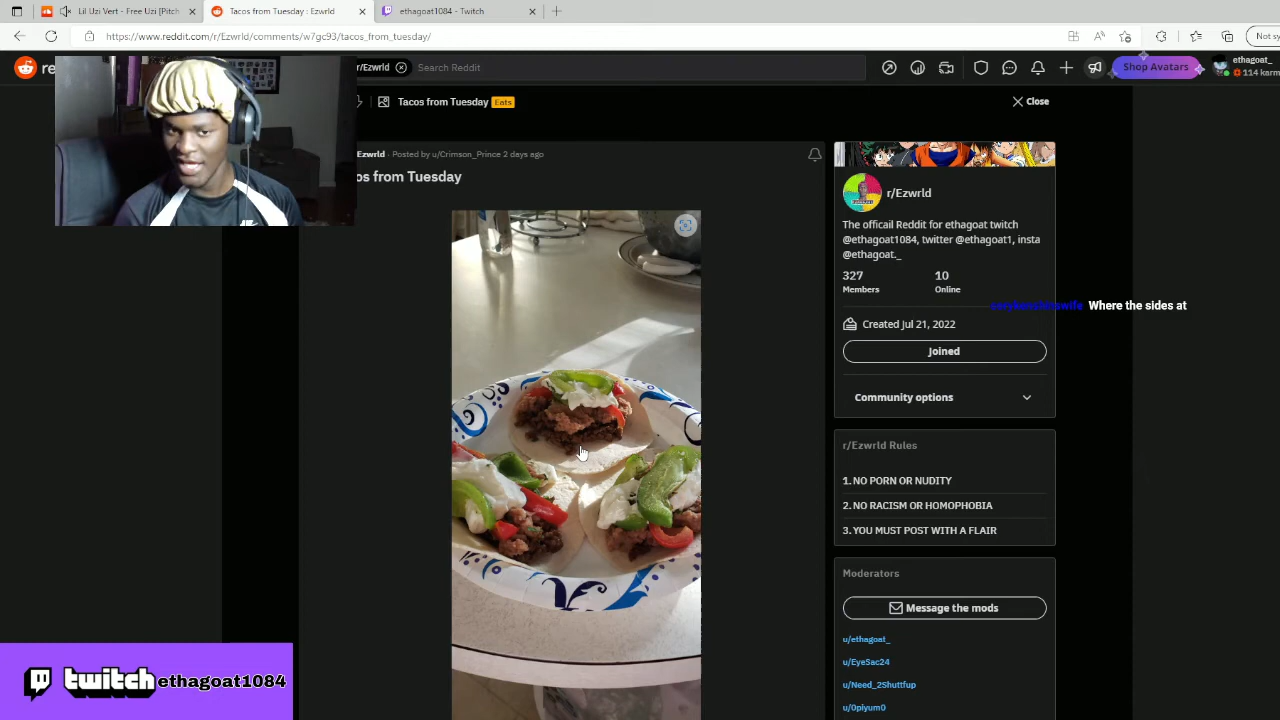 Lil Uzi Vert - Free Uzi [Pitch
Tacos from Tuesday : Ezwrld
ethagoat1084 - Twitch
https://www.reddit.com/r/Ezwrld/comments/w7gc93/tacos_from_tuesday/
Not sy
re
r/Ezwrld
Search Reddit
Shop Avatars
ethagoat_
114 karm
Tacos from Tuesday Eats
Close
Ezwrld · Posted by u/Crimson_Prince 2 days ago
os from Tuesday
r/Ezwrld
The officail Reddit for ethagoat twitch
@ethagoat1084, twitter @ethagoat1, insta
@ethagoat._
327
10
Members
Online
Where the sides at
Created Jul 21, 2022
Joined
Community options
r/Ezwrld Rules
1. NO PORN OR NUDITY
2. NO RACISM OR HOMOPHOBIA
3. YOU MUST POST WITH A FLAIR
Moderators
Message the mods
u/ethagoat_
u/EyeSac24
u/Need_2Shuttfup
u/0piyum0
twitch ethagoat1084